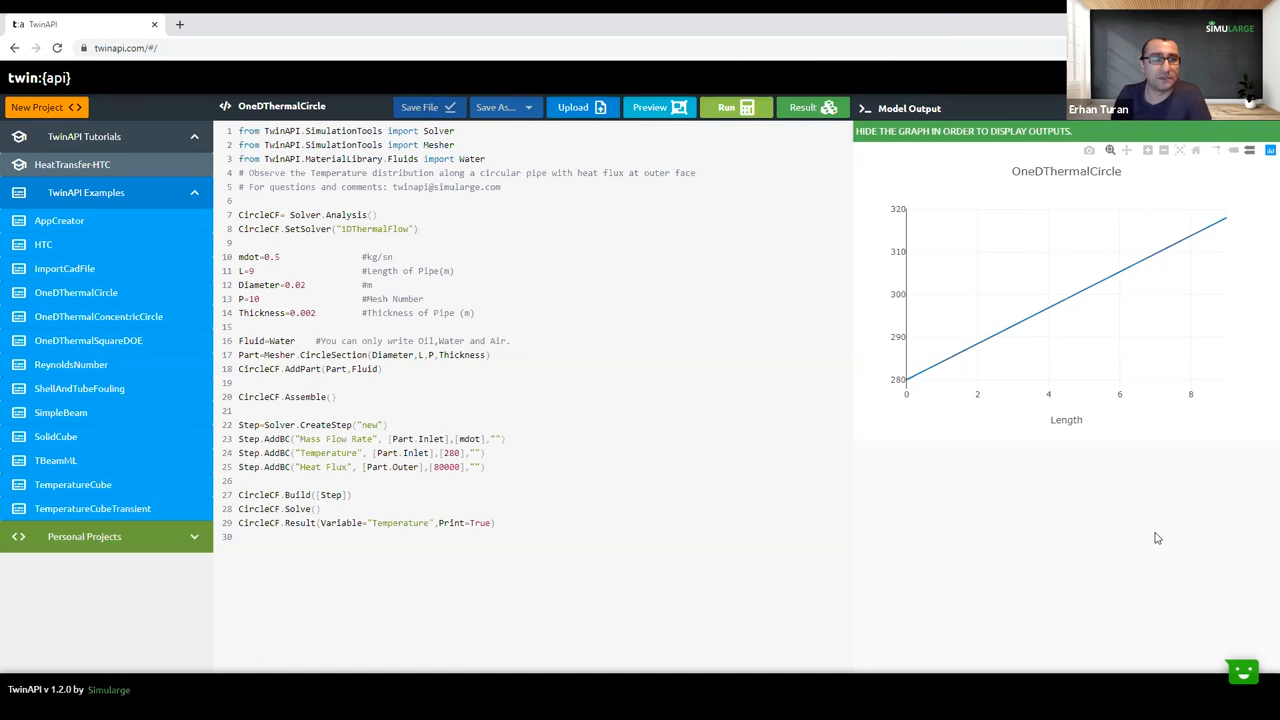 t:a TwinAPI
twinapi.com/#/
SIMULARGE
Erhan Turan
twin:{api}
New Project <>
OneDThermalCircle
Save File
Save As...
Upload
Preview
Run
Result
Model Output
TwinAPI Tutorials
HeatTransfer-HTC
TwinAPI Examples
AppCreator
HTC
ImportCadFile
OneDThermalCircle
OneDThermalConcentricCircle
OneDThermalSquareDOE
ReynoldsNumber
ShellAndTubeFouling
SimpleBeam
SolidCube
TBeamML
TemperatureCube
TemperatureCubeTransient
Personal Projects
1 from TwinAPI.SimulationTools import Solver
2 from TwinAPI.SimulationTools import Mesher
3 from TwinAPI.MaterialLibrary.Fluids import Water
4 # Observe the Temperature distribution along a circular pipe with heat flux at outer face
5 # For questions and comments: twinapi@simularge.com
6
7 CircleCF= Solver.Analysis()
8 CircleCF.SetSolver("1DThermalFlow")
9
10 mdot=0.5 #kg/sn
11 L=9 #Length of Pipe(m)
12 Diameter=0.02 #m
13 P=10 #Mesh Number
14 Thickness=0.002 #Thickness of Pipe (m)
15
16 Fluid=Water #You can only write Oil,Water and Air.
17 Part=Mesher.CircleSection(Diameter,L,P,Thickness)
18 CircleCF.AddPart(Part,Fluid)
19
20 CircleCF.Assemble()
21
22 Step=Solver.CreateStep("new")
23 Step.AddBC("Mass Flow Rate", [Part.Inlet],[mdot],"")
24 Step.AddBC("Temperature", [Part.Inlet],[280],"")
25 Step.AddBC("Heat Flux", [Part.Outer],[80000],"")
26
27 CircleCF.Build([Step])
28 CircleCF.Solve()
29 CircleCF.Result(Variable="Temperature",Print=True)
30
HIDE THE GRAPH IN ORDER TO DISPLAY OUTPUTS.
OneDThermalCircle
320
310
300
290
280
0 2 4 6 8
Length
TwinAPI v 1.2.0 by Simularge